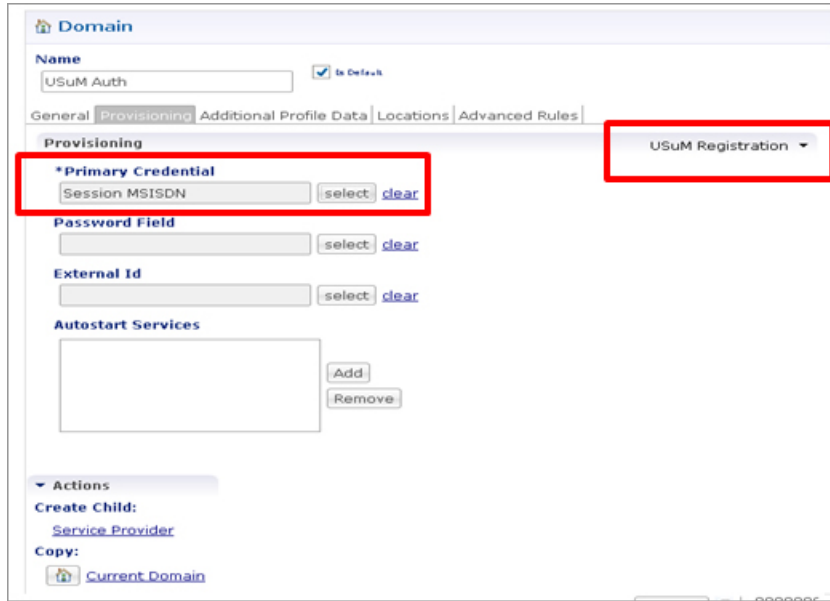 Domain
Name
USuM Auth
Is Default
General Provisioning Additional Profile Data Locations Advanced Rules
Provisioning
USuM Registration
*Primary Credential
Session MSISDN select clear
Password Field
select clear
External Id
select clear
Autostart Services
Add
Remove
Actions
Create Child:
Service Provider
Copy:
Current Domain